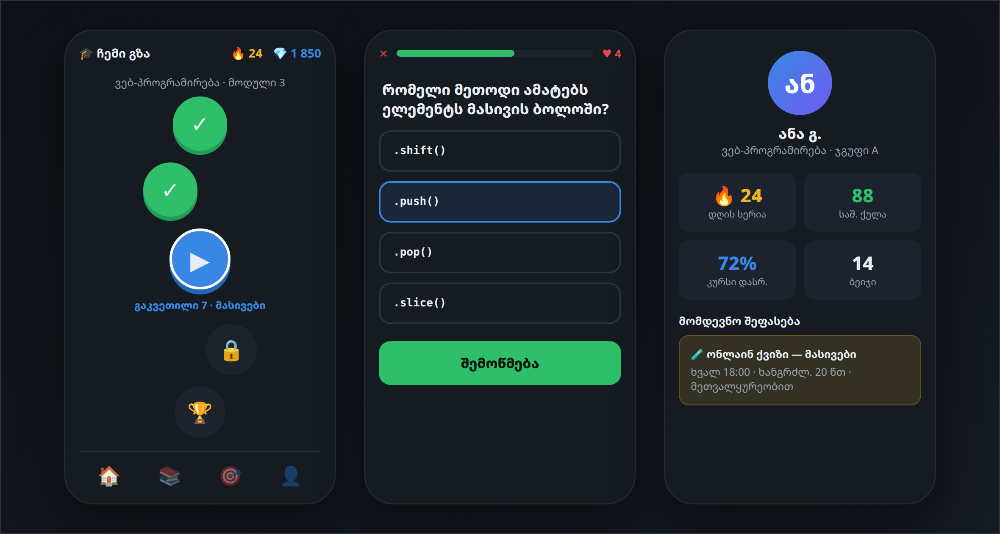 🎓 ჩემი გზა 🔥 24 💎 1 850
ვებ-პროგრამირება · მოდული 3
✓
✓
▶
გაკვეთილი 7 · მასივები
✕ ♥ 4
რომელი მეთოდი ამატებს
ელემენტს მასივის ბოლოში?
.shift()
.push()
.pop()
.slice()
შემოწმება
ან
ანა გ.
ვებ-პროგრამირება · ჯგუფი A
🔥 24
დღის სერია
88
საშ. ქულა
72%
კურსი დასრ.
14
ბეიჯი
მომდევნო შეფასება
🧪 ონლაინ ქვიზი — მასივები
ხვალ 18:00 · ხანგრძლ. 20 წთ ·
მეთვალყურეობით